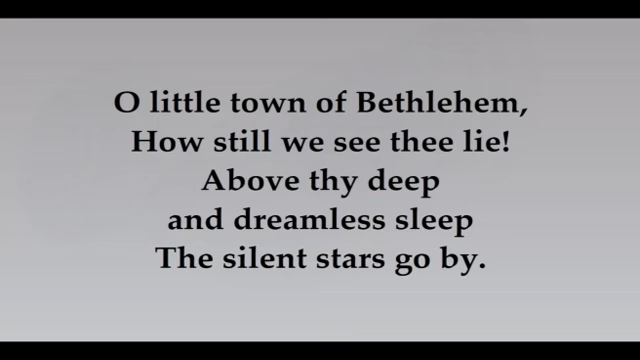 O little town of Bethlehem,
How still we see thee lie!
Above thy deep
and dreamless sleep
The silent stars go by.